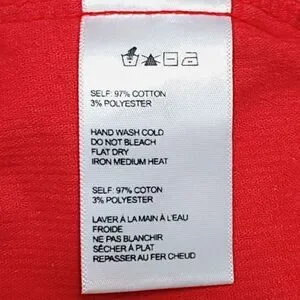 SELF: 97% COTTON
3% POLYESTER
HAND WASH COLD
DO NOT BLEACH
FLAT DRY
IRON MEDIUM HEAT
SELF: 97% COTON
3% POLYESTER
LAVER À LA MAIN À L'EAU
FROIDE
NE PAS BLANCHIR
SÉCHER À PLAT
REPASSER AU FER CHEUD